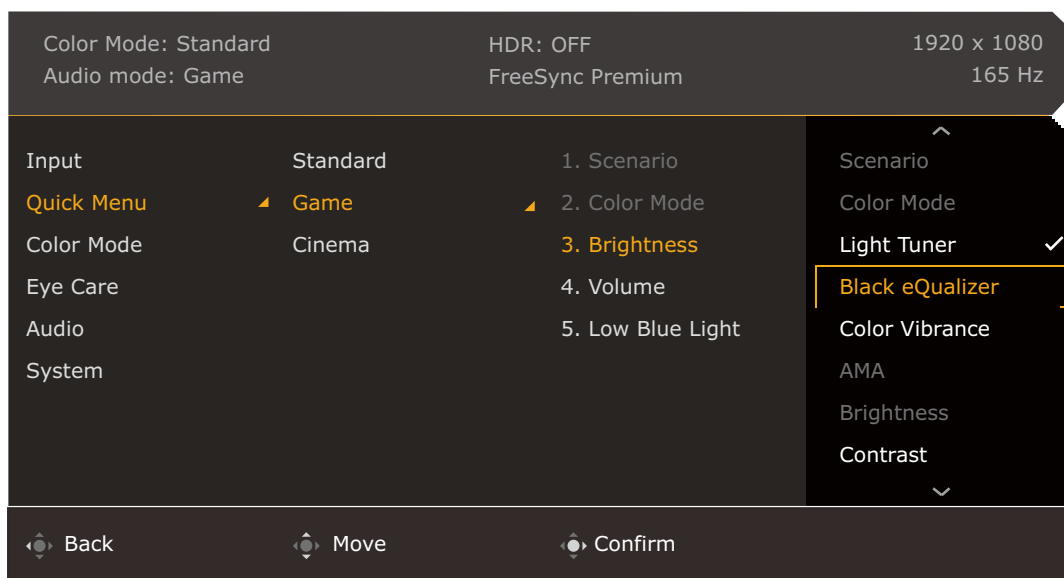 Color Mode: Standard
Audio mode: Game
HDR: OFF
FreeSync Premium
1920 x 1080
165 Hz
Input
Quick Menu
Color Mode
Eye Care
Audio
System
Standard
Game
Cinema
1. Scenario
2. Color Mode
3. Brightness
4. Volume
5. Low Blue Light
Scenario
Color Mode
Light Tuner
Black eQualizer
Color Vibrance
AMA
Brightness
Contrast
Back
Move
Confirm